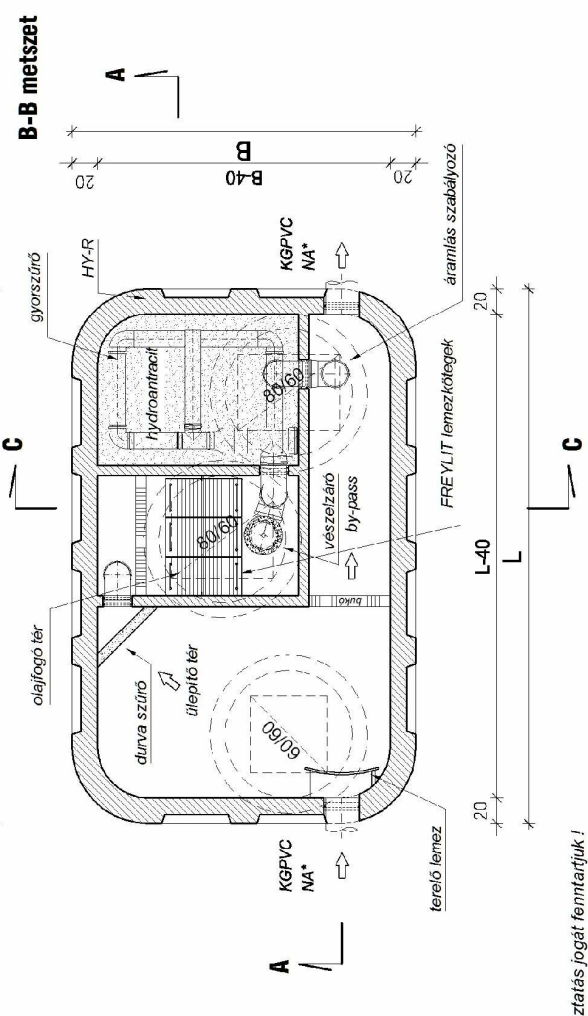 B-B metszet
A
20
B-40
B
20
C
gyorsszűrő
HY-R
KGPVC
NA*
áramlás szabályozó
hydroantracit
80/60
80/60
olajfogó tér
durva szűrő
ülepítő tér
vészelzáró
by-pass
FREYLIT lemezkötegek
bukó
60/60
KGPVC
NA*
terelő lemez
20
L-40
20
L
C
A
ztatás jogát fenntartjuk !